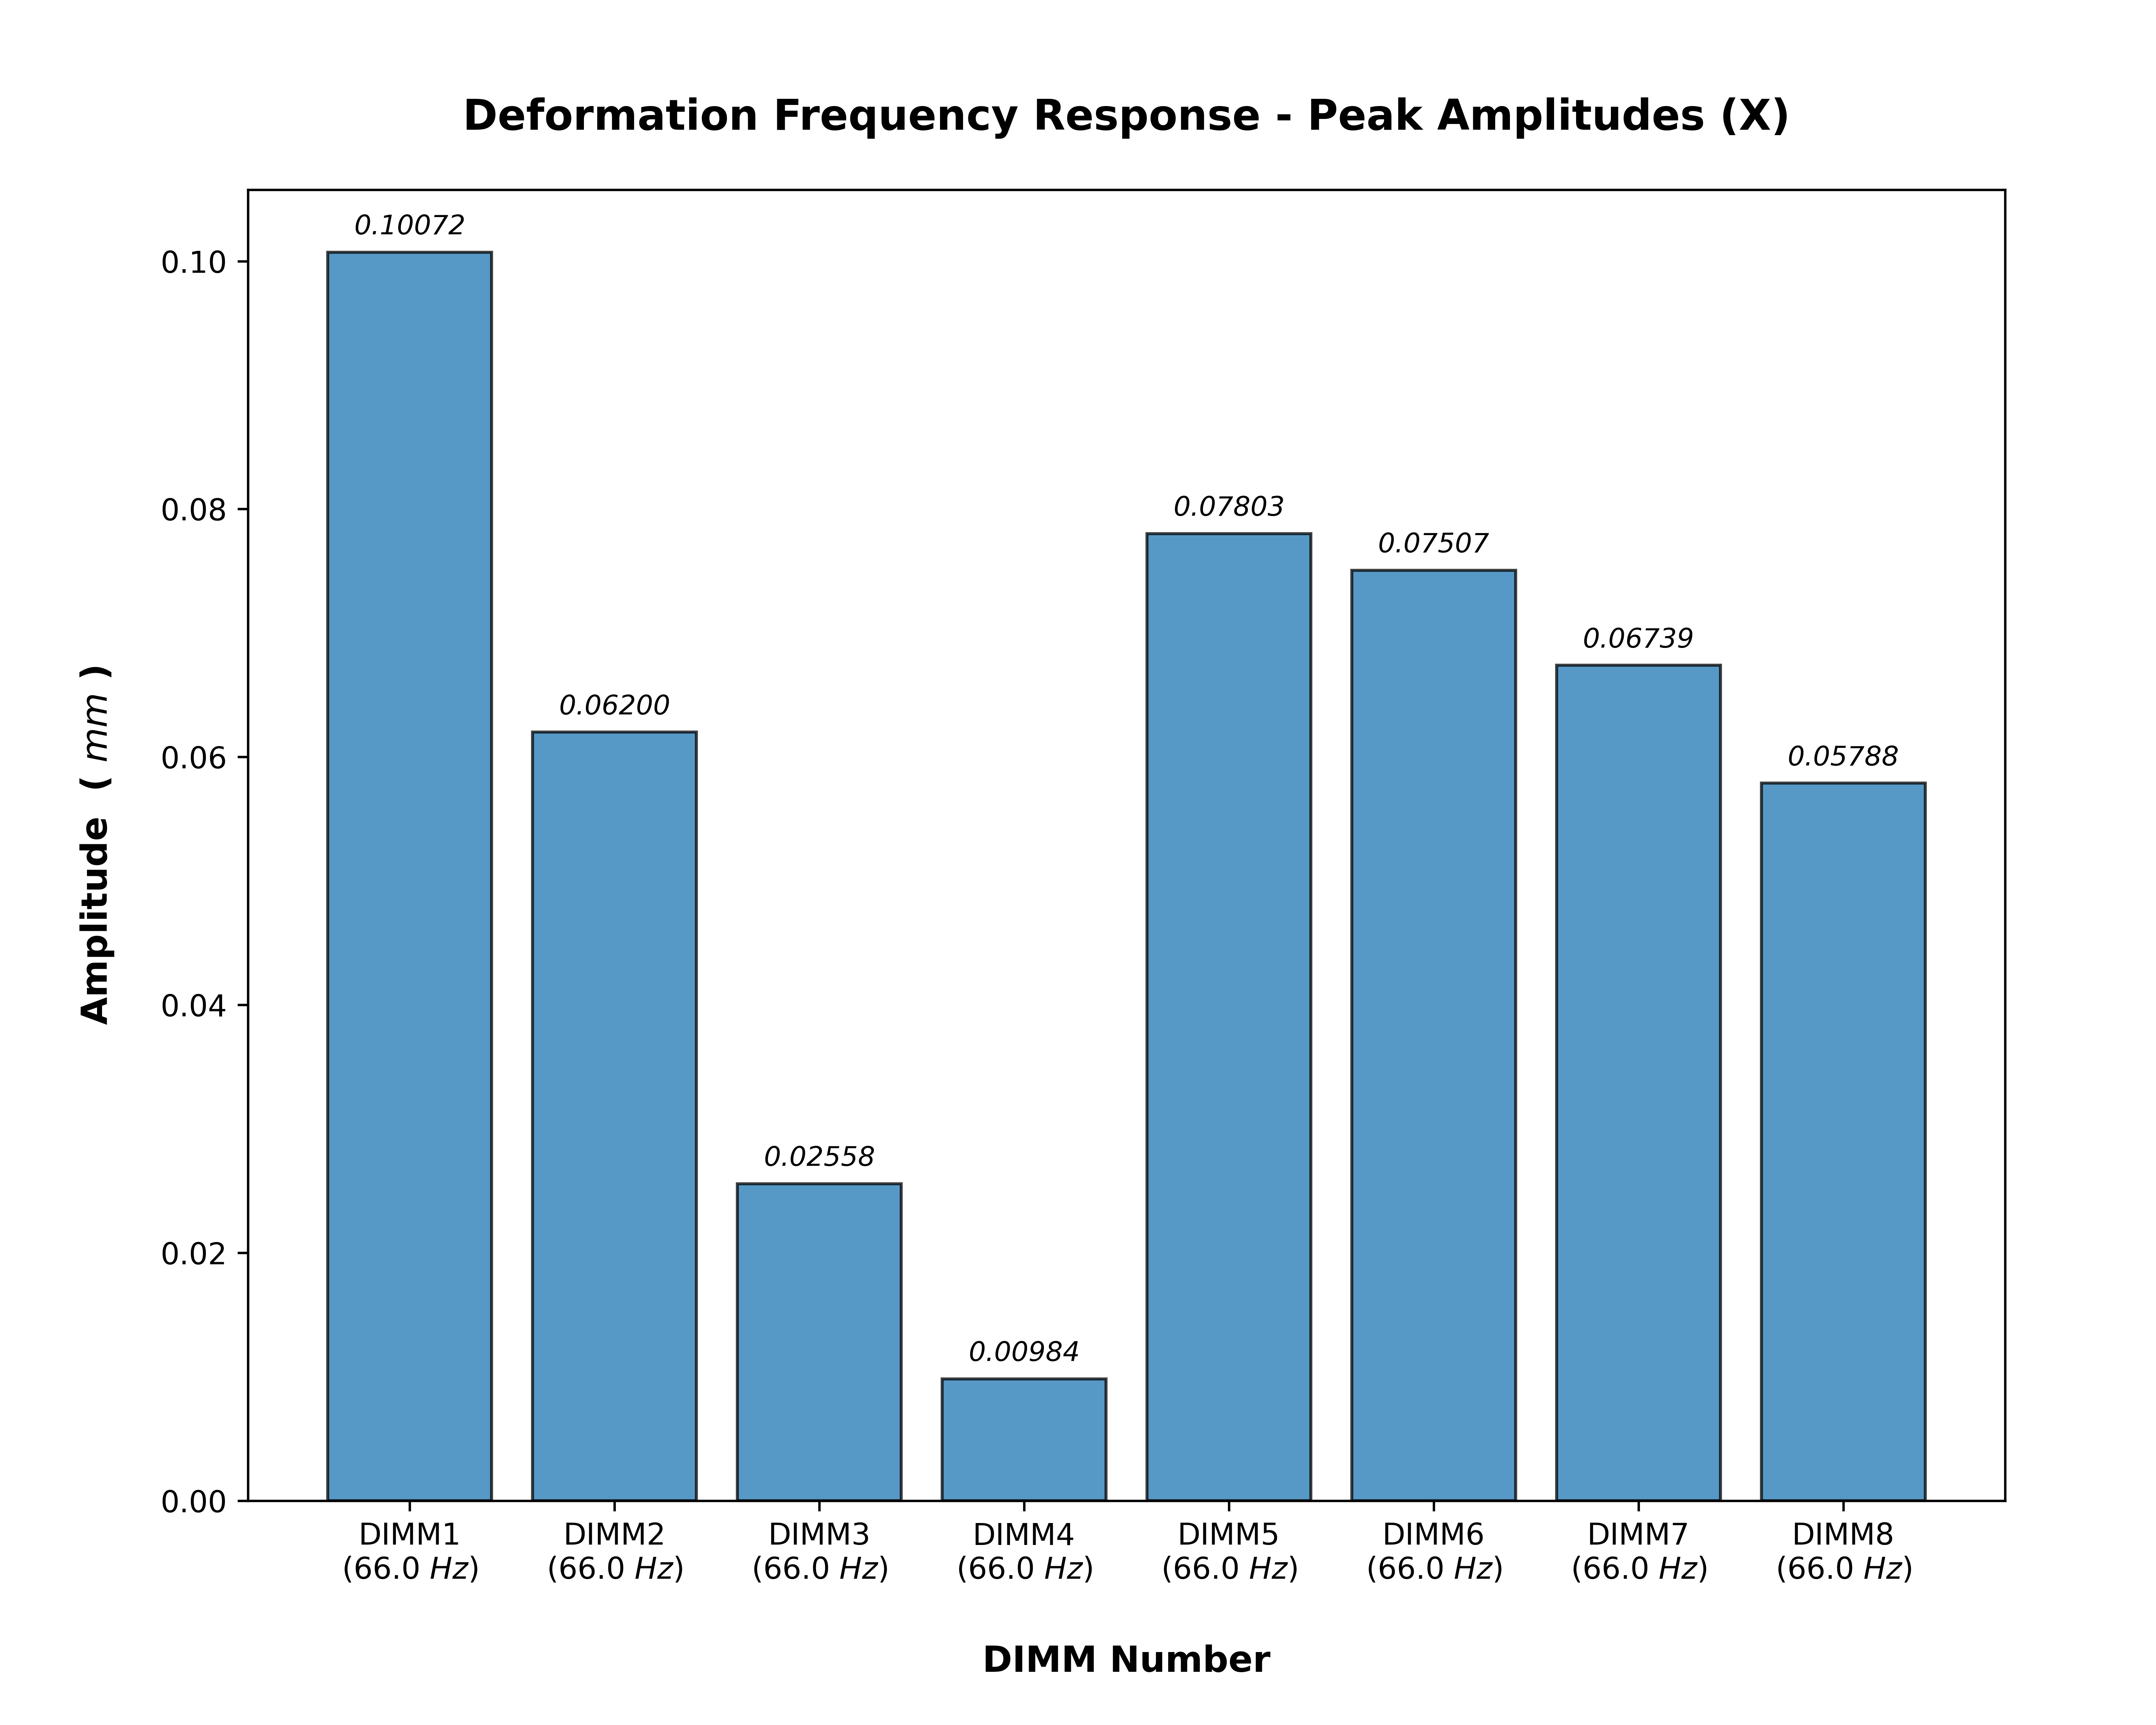 Deformation Frequency Response - Peak Amplitudes (X)
0.10072
0.06200
0.02558
0.00984
0.07803
0.07507
0.06739
0.05788
Amplitude ( mm )
0.10
0.08
0.06
0.04
0.02
0.00
DIMM1 DIMM2 DIMM3 DIMM4 DIMM5 DIMM6 DIMM7 DIMM8
(66.0 Hz) (66.0 Hz) (66.0 Hz) (66.0 Hz) (66.0 Hz) (66.0 Hz) (66.0 Hz) (66.0 Hz)
DIMM Number